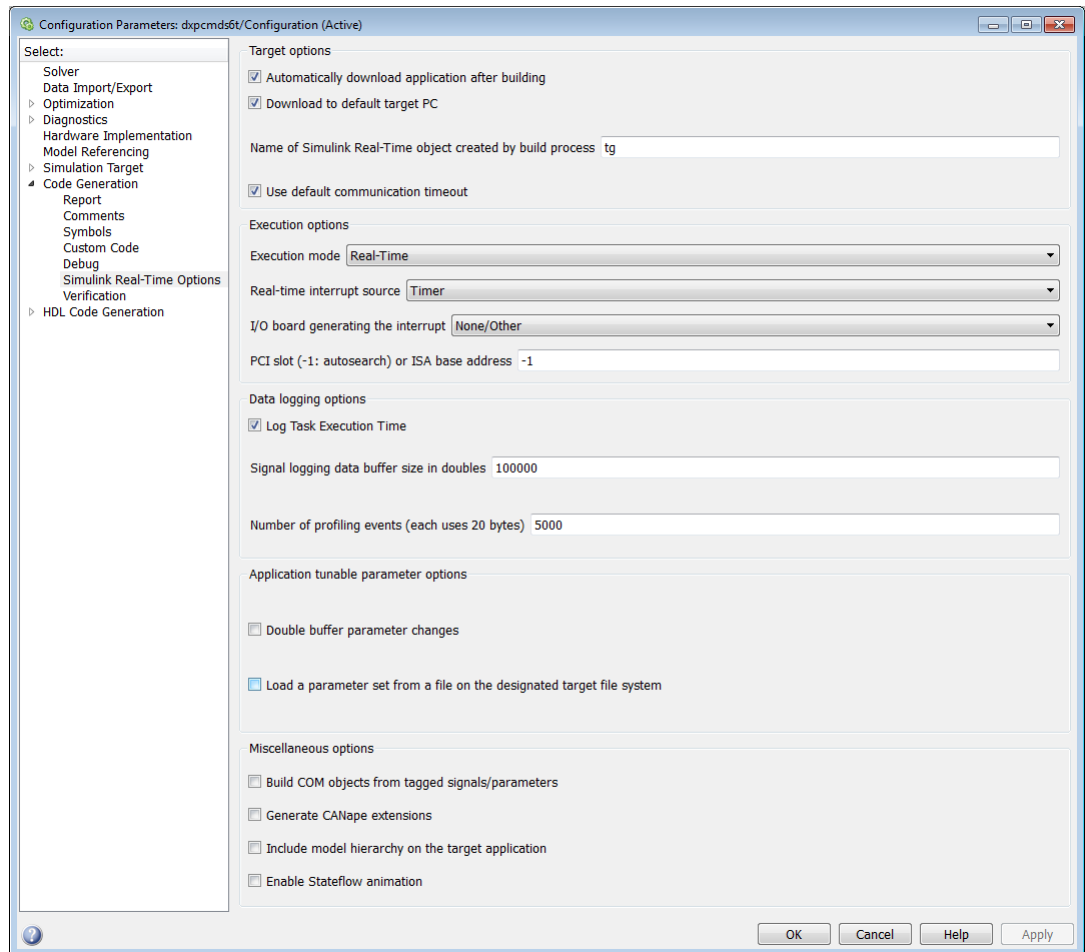 Configuration Parameters: dxpcmds6t/Configuration (Active)
Select:
Solver
Data Import/Export
Optimization
Diagnostics
Hardware Implementation
Model Referencing
Simulation Target
Code Generation
Report
Comments
Symbols
Custom Code
Debug
Simulink Real-Time Options
Verification
HDL Code Generation
Target options
Automatically download application after building
Download to default target PC
Name of Simulink Real-Time object created by build process tg
Use default communication timeout
Execution options
Execution mode Real-Time
Real-time interrupt source Timer
I/O board generating the interrupt None/Other
PCI slot (-1: autosearch) or ISA base address -1
Data logging options
Log Task Execution Time
Signal logging data buffer size in doubles 100000
Number of profiling events (each uses 20 bytes) 5000
Application tunable parameter options
Double buffer parameter changes
Load a parameter set from a file on the designated target file system
Miscellaneous options
Build COM objects from tagged signals/parameters
Generate CANape extensions
Include model hierarchy on the target application
Enable Stateflow animation
? OK Cancel Help Apply